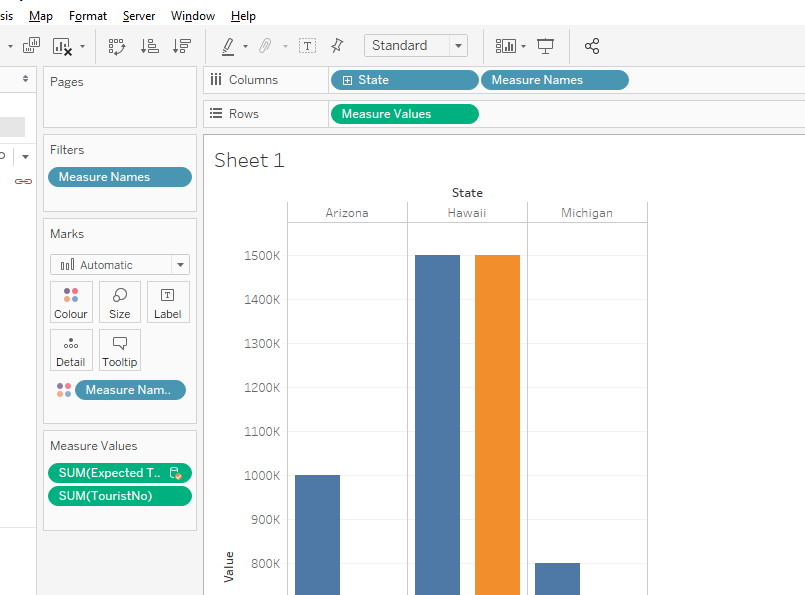 sis Map Format Server Window Help
T Standard
Pages
Columns State Measure Names
Rows Measure Values
Filters
Measure Names
Marks
Automatic
Colour Size T Label
Detail Tooltip
Measure Nam..
Measure Values
SUM(Expected T..
SUM(TouristNo)
Sheet 1
State
Arizona Hawaii Michigan
1500K
1400K
1300K
1200K
1100K
1000K
900K
800K
Value